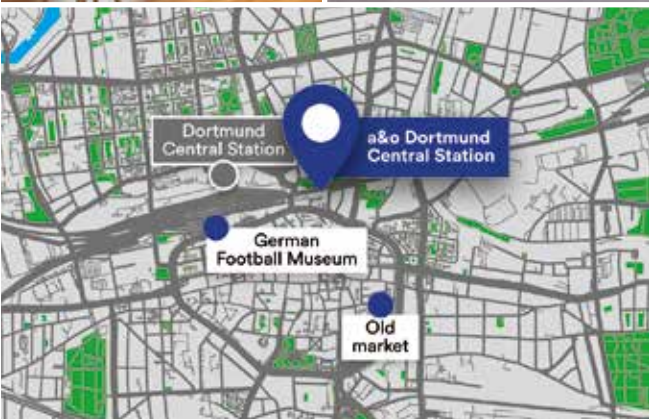 Dortmund
Central Station
a&o Dortmund
Central Station
German
Football Museum
Old
market